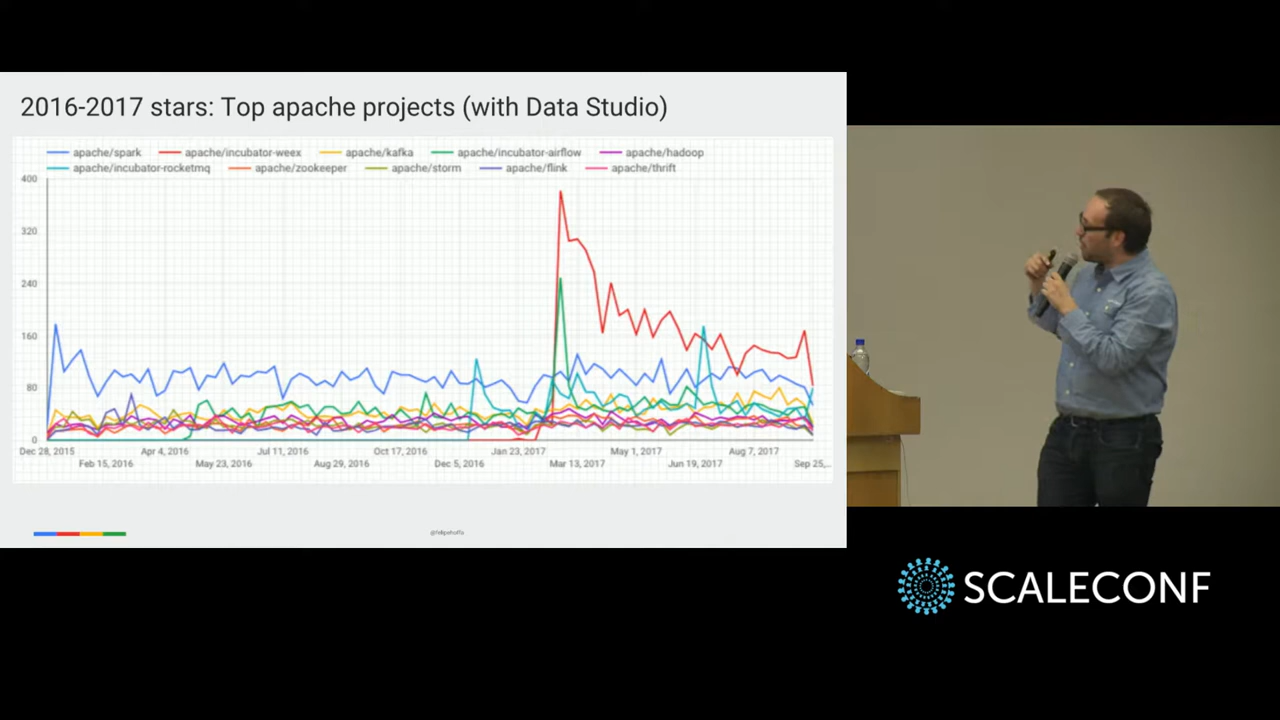 2016-2017 stars: Top apache projects (with Data Studio)
apache/spark apache/incubator-weex apache/kafka apache/incubator-airflow apache/hadoop
apache/incubator-rocketmq apache/zookeeper apache/storm apache/flink apache/thrift
400
320
240
160
80
0
Dec 28, 2015 Apr 4, 2016 Jul 11, 2016 Oct 17, 2016 Jan 23, 2017 May 1, 2017 Aug 7, 2017
Feb 15, 2016 May 23, 2016 Aug 29, 2016 Dec 5, 2016 Mar 13, 2017 Jun 19, 2017 Sep 25,...
@felipehoffa
SCALECONF